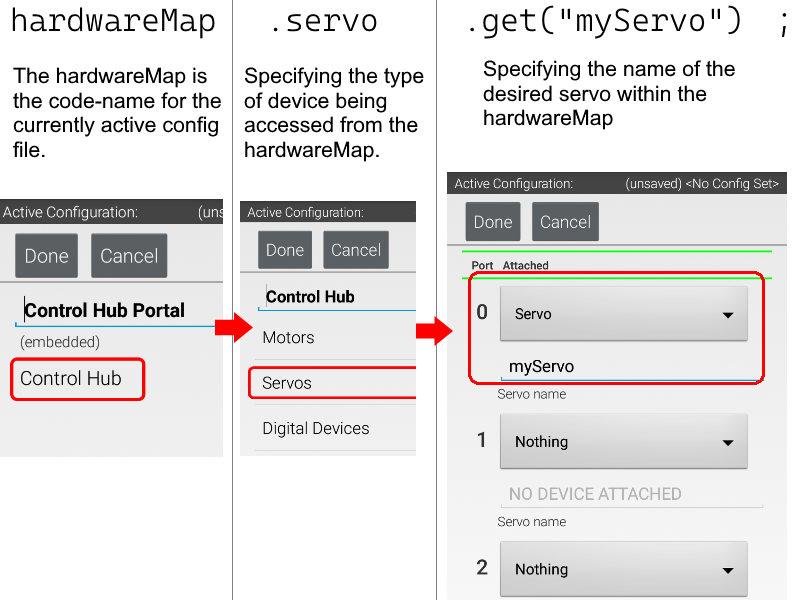 hardwareMap
.servo
.get("myServo") ;
The hardwareMap is
the code-name for the
currently active config
file.
Specifying the type
of device being
accessed from the
hardwareMap.
Specifying the name of the
desired servo within the
hardwareMap
Active Configuration: (uns
Done Cancel
Control Hub Portal
(embedded)
Control Hub
Active Configuration:
Done Cancel
Control Hub
Motors
Servos
Digital Devices
Active Configuration: (unsaved) <No Config Set>
Done Cancel
Port Attached
0 Servo
myServo
Servo name
1 Nothing
NO DEVICE ATTACHED
Servo name
2 Nothing